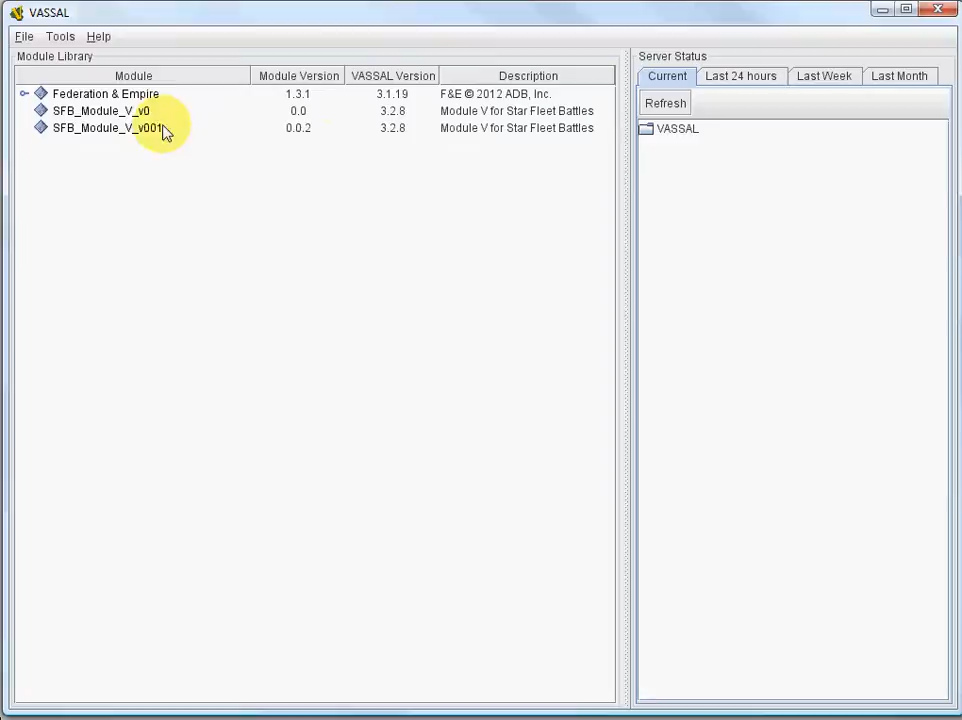 VASSAL
File Tools Help
Module Library
Server Status
Module Module Version VASSAL Version Description
Current Last 24 hours Last Week Last Month
Federation & Empire 1.3.1 3.1.19 F&E © 2012 ADB, Inc.
Refresh
SFB_Module_V_v0 0.0 3.2.8 Module V for Star Fleet Battles
SFB_Module_V_v001 0.0.2 3.2.8 Module V for Star Fleet Battles
VASSAL